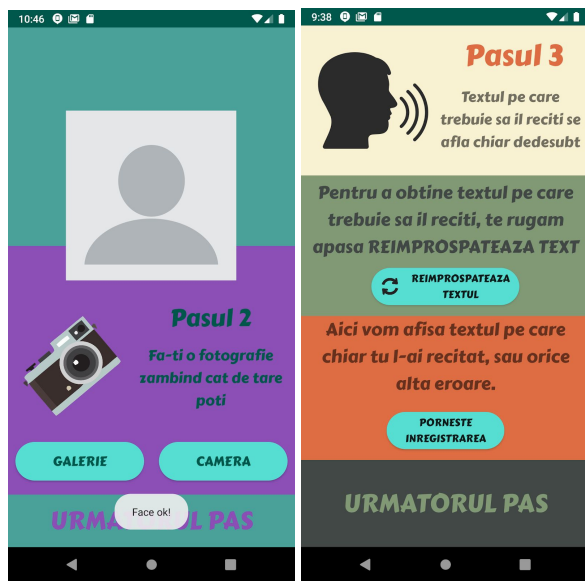 10:46
Pasul 2
Fa-ti o fotografie
zambind cat de tare
poti
GALERIE
CAMERA
PAS
Face ok!
9:38
Pasul 3
Textul pe care
trebuie sa il reciti se
afla chiar dedesubt
Pentru a obtine textul pe care
trebuie sa il reciti, te rugam
apasa REIMPROSPATEAZA TEXT
REIMPROSPATEAZA
TEXTUL
Aici vom afisa textul pe care
chiar tu l-ai recitat, sau orice
alta eroare.
PORNESTE
INREGISTRAREA
URMATORUL PAS